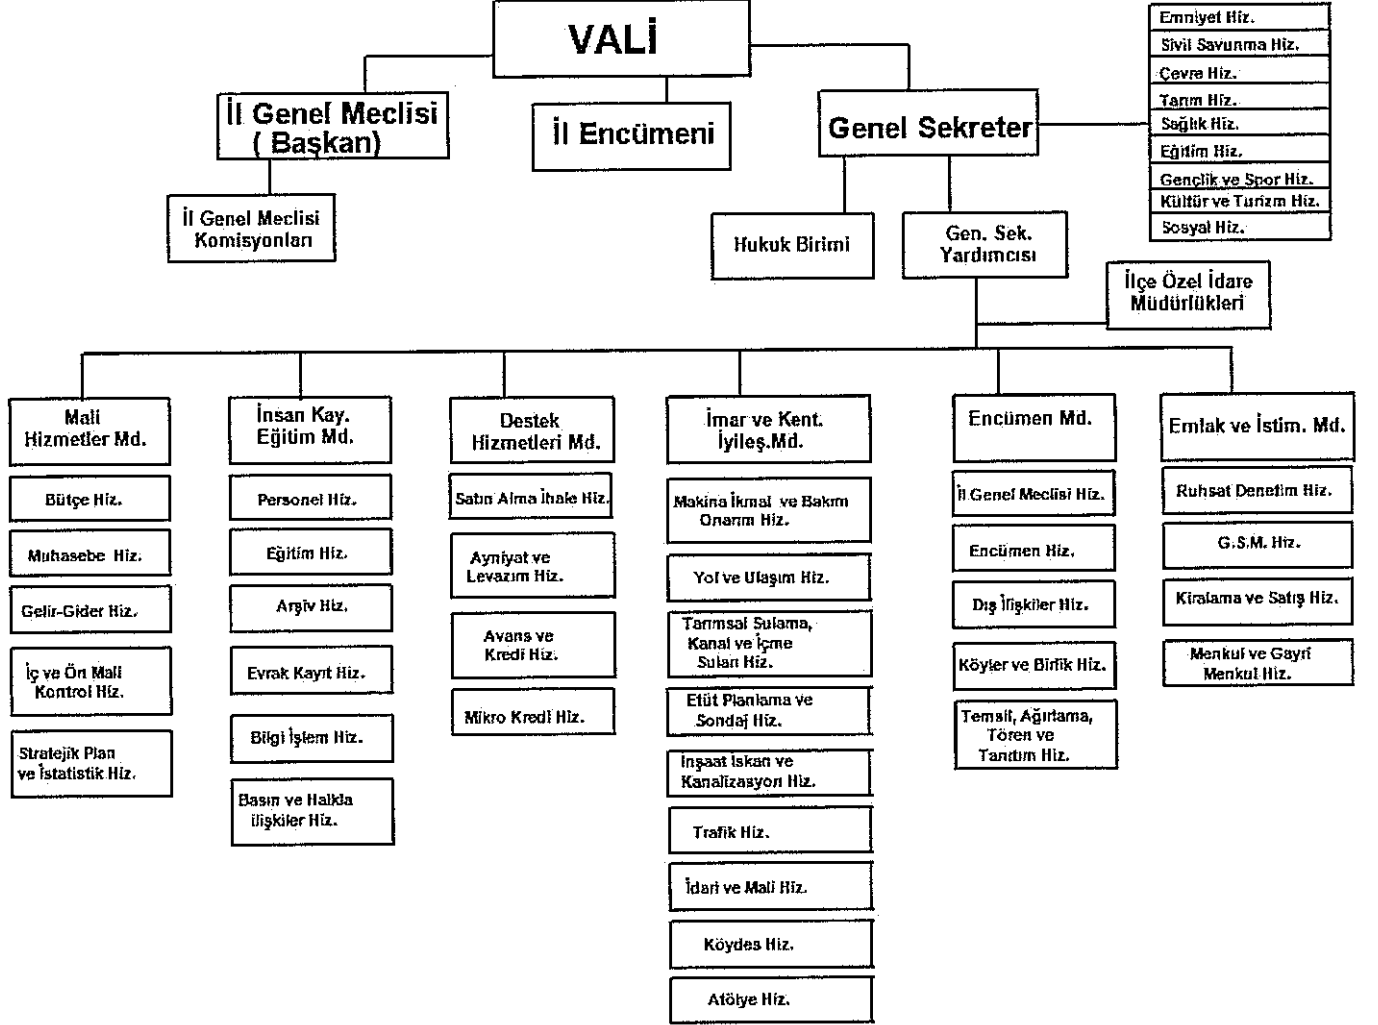 VALİ
İl Genel Meclisi
( Başkan)
İl Encümeni
Genel Sekreter
Emniyet Hiz.
Sivil Savunma Hiz.
Çevre Hiz.
Tarım Hiz.
Sağlık Hiz.
Eğitim Hiz.
Gençlik ve Spor Hiz.
Kültür ve Turizm Hiz.
Sosyal Hiz.
İl Genel Meclisi
Komisyonları
Hukuk Birimi
Gen. Sek.
Yardımcısı
İlçe Özel İdare
Müdürlükleri
Mali
Hizmetler Md.
Bütçe Hiz.
Muhasebe Hiz.
Gelir-Gider Hiz.
İç ve Ön Mali
Kontrol Hiz.
Stratejik Plan
ve İstatistik Hiz.
İnsan Kay.
Eğitim Md.
Personel Hiz.
Eğitim Hiz.
Arşiv Hiz.
Evrak Kayıt Hiz.
Bilgi İşlem Hiz.
Basın ve Halkla
ilişkiler Hiz.
Destek
Hizmetleri Md.
Satın Alma İhale Hiz.
Ayniyat ve
Levazım Hiz.
Avans ve
Kredi Hiz.
Mikro Kredi Hiz.
İmar ve Kent.
İyileş.Md.
Makina İkmal ve Bakım
Onarım Hiz.
Yol ve Ulaşım Hiz.
Tarımsal Sulama,
Kanal ve İçme
Suları Hiz.
Etüt Planlama ve
Sondaj Hiz.
İnşaat İskan ve
Kanalizasyon Hiz.
Trafik Hiz.
İdari ve Mali Hiz.
Köydes Hiz.
Atölye Hiz.
Encümen Md.
İl Genel Meclisi Hiz.
Encümen Hiz.
Dış İlişkiler Hiz.
Köyler ve Birlik Hiz.
Temsil, Ağırlama,
Tören ve
Tanıtım Hiz.
Emlak ve İstim. Md.
Ruhsat Denetim Hiz.
G.S.M. Hiz.
Kiralama ve Satış Hiz.
Menkul ve Gayri
Menkul Hiz.